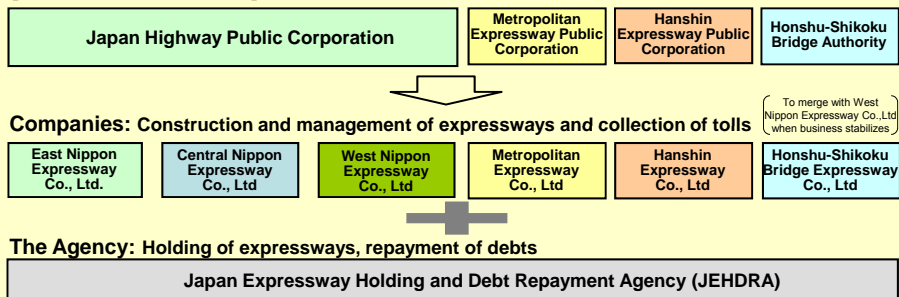 Japan Highway Public Corporation
Metropolitan
Expressway Public
Corporation
Hanshin
Expressway Public
Corporation
Honshu-Shikoku
Bridge Authority
To merge with West
Nippon Expressway Co.,Ltd
when business stabilizes
Companies: Construction and management of expressways and collection of tolls
East Nippon
Expressway
Co., Ltd.
Central Nippon
Expressway
Co., Ltd
West Nippon
Expressway
Co., Ltd
Metropolitan
Expressway
Co., Ltd
Hanshin
Expressway
Co., Ltd
Honshu-Shikoku
Bridge Expressway
Co., Ltd
The Agency: Holding of expressways, repayment of debts
Japan Expressway Holding and Debt Repayment Agency (JEHDRA)